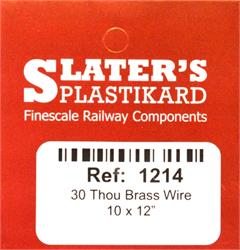 SLATER'S
PLASTIKARD
Finescale Railway Components
Ref: 1214
30 Thou Brass Wire
10 x 12"